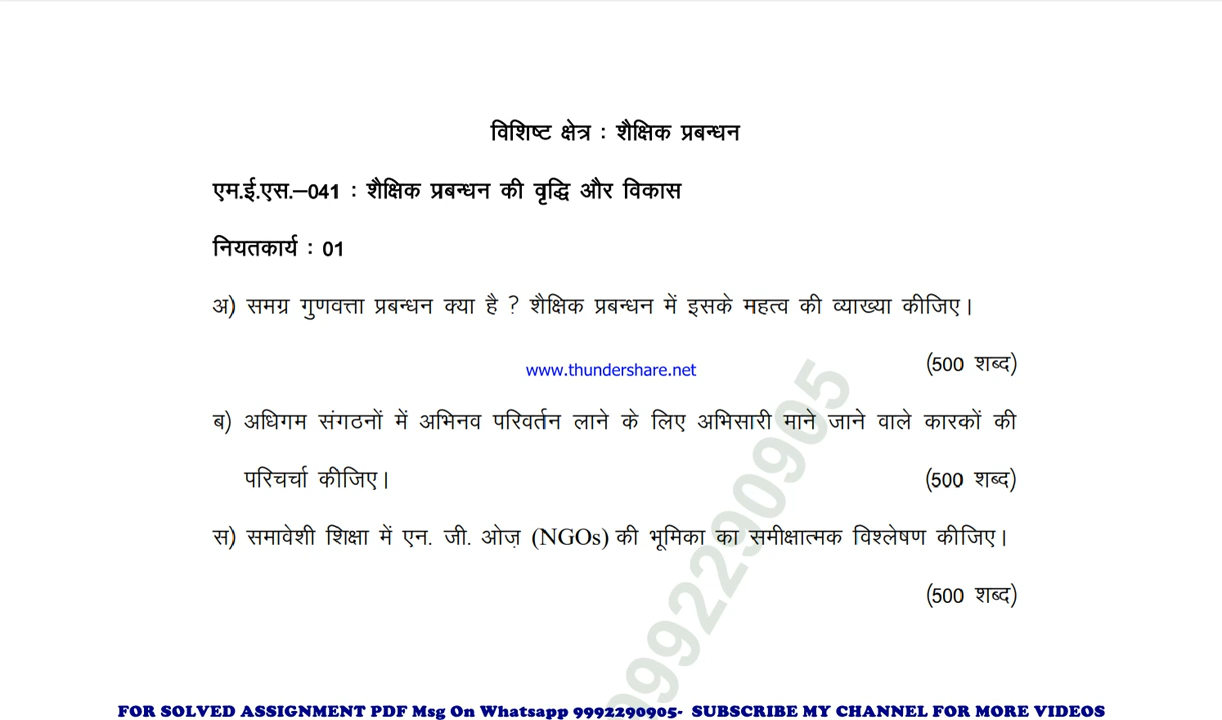 विशिष्ट क्षेत्र : शैक्षिक प्रबन्धन
एम.ई.एस.–041 : शैक्षिक प्रबन्धन की वृद्धि और विकास
नियतकार्य : 01
अ) समग्र गुणवत्ता प्रबन्धन क्या है ? शैक्षिक प्रबन्धन में इसके महत्व की व्याख्या कीजिए।
(500 शब्द)
www.thundershare.net
ब) अधिगम संगठनों में अभिनव परिवर्तन लाने के लिए अभिसारी माने जाने वाले कारकों की
परिचर्चा कीजिए।
(500 शब्द)
स) समावेशी शिक्षा में एन. जी. ओज़ (NGOs) की भूमिका का समीक्षात्मक विश्लेषण कीजिए।
(500 शब्द)
9992290905
FOR SOLVED ASSIGNMENT PDF Msg On Whatsapp 9992290905- SUBSCRIBE MY CHANNEL FOR MORE VIDEOS